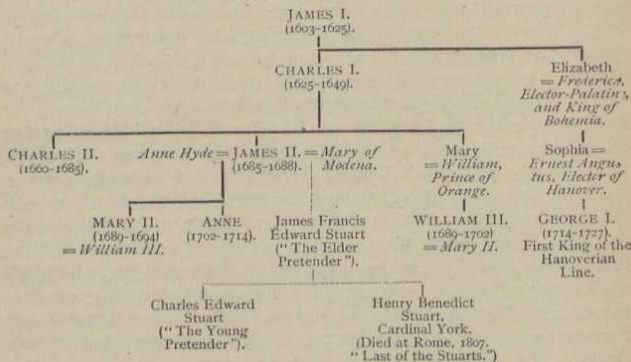 JAMES I.
(1603-1625).
CHARLES I.
(1625-1649).
Elizabeth
= Frederica,
Elector-Palatine,
and King of
Bohemia.
CHARLES II.
(1660-1685).
Anne Hyde = JAMES II. = Mary of
(1685-1688). Modena.
Mary
= William,
Prince of
Orange.
Sophia =
Ernest Augus-
tus, Elector of
Hanover.
MARY II.
(1689-1694)
= William III.
ANNE
(1702-1714).
James Francis
Edward Stuart
("The Elder
Pretender").
WILLIAM III.
(1689-1702)
= Mary II.
GEORGE I.
(1714-1727).
First King of the
Hanoverian
Line.
Charles Edward
Stuart
("The Young
Pretender").
Henry Benedict
Stuart,
Cardinal York.
(Died at Rome, 1807.
"Last of the Stuarts.")